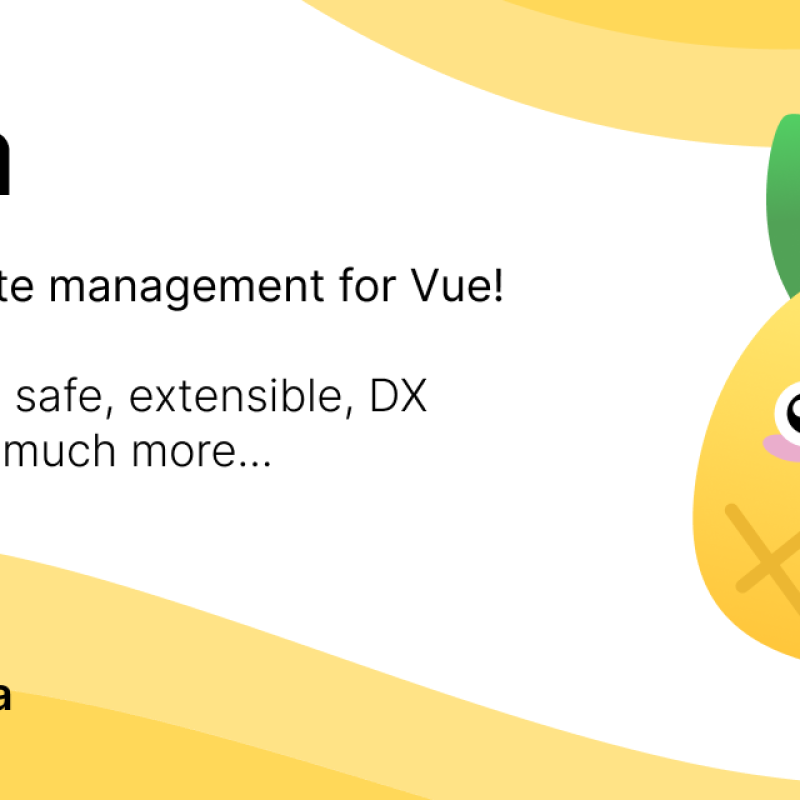 a
te management for Vue!
safe, extensible, DX
much more...
a